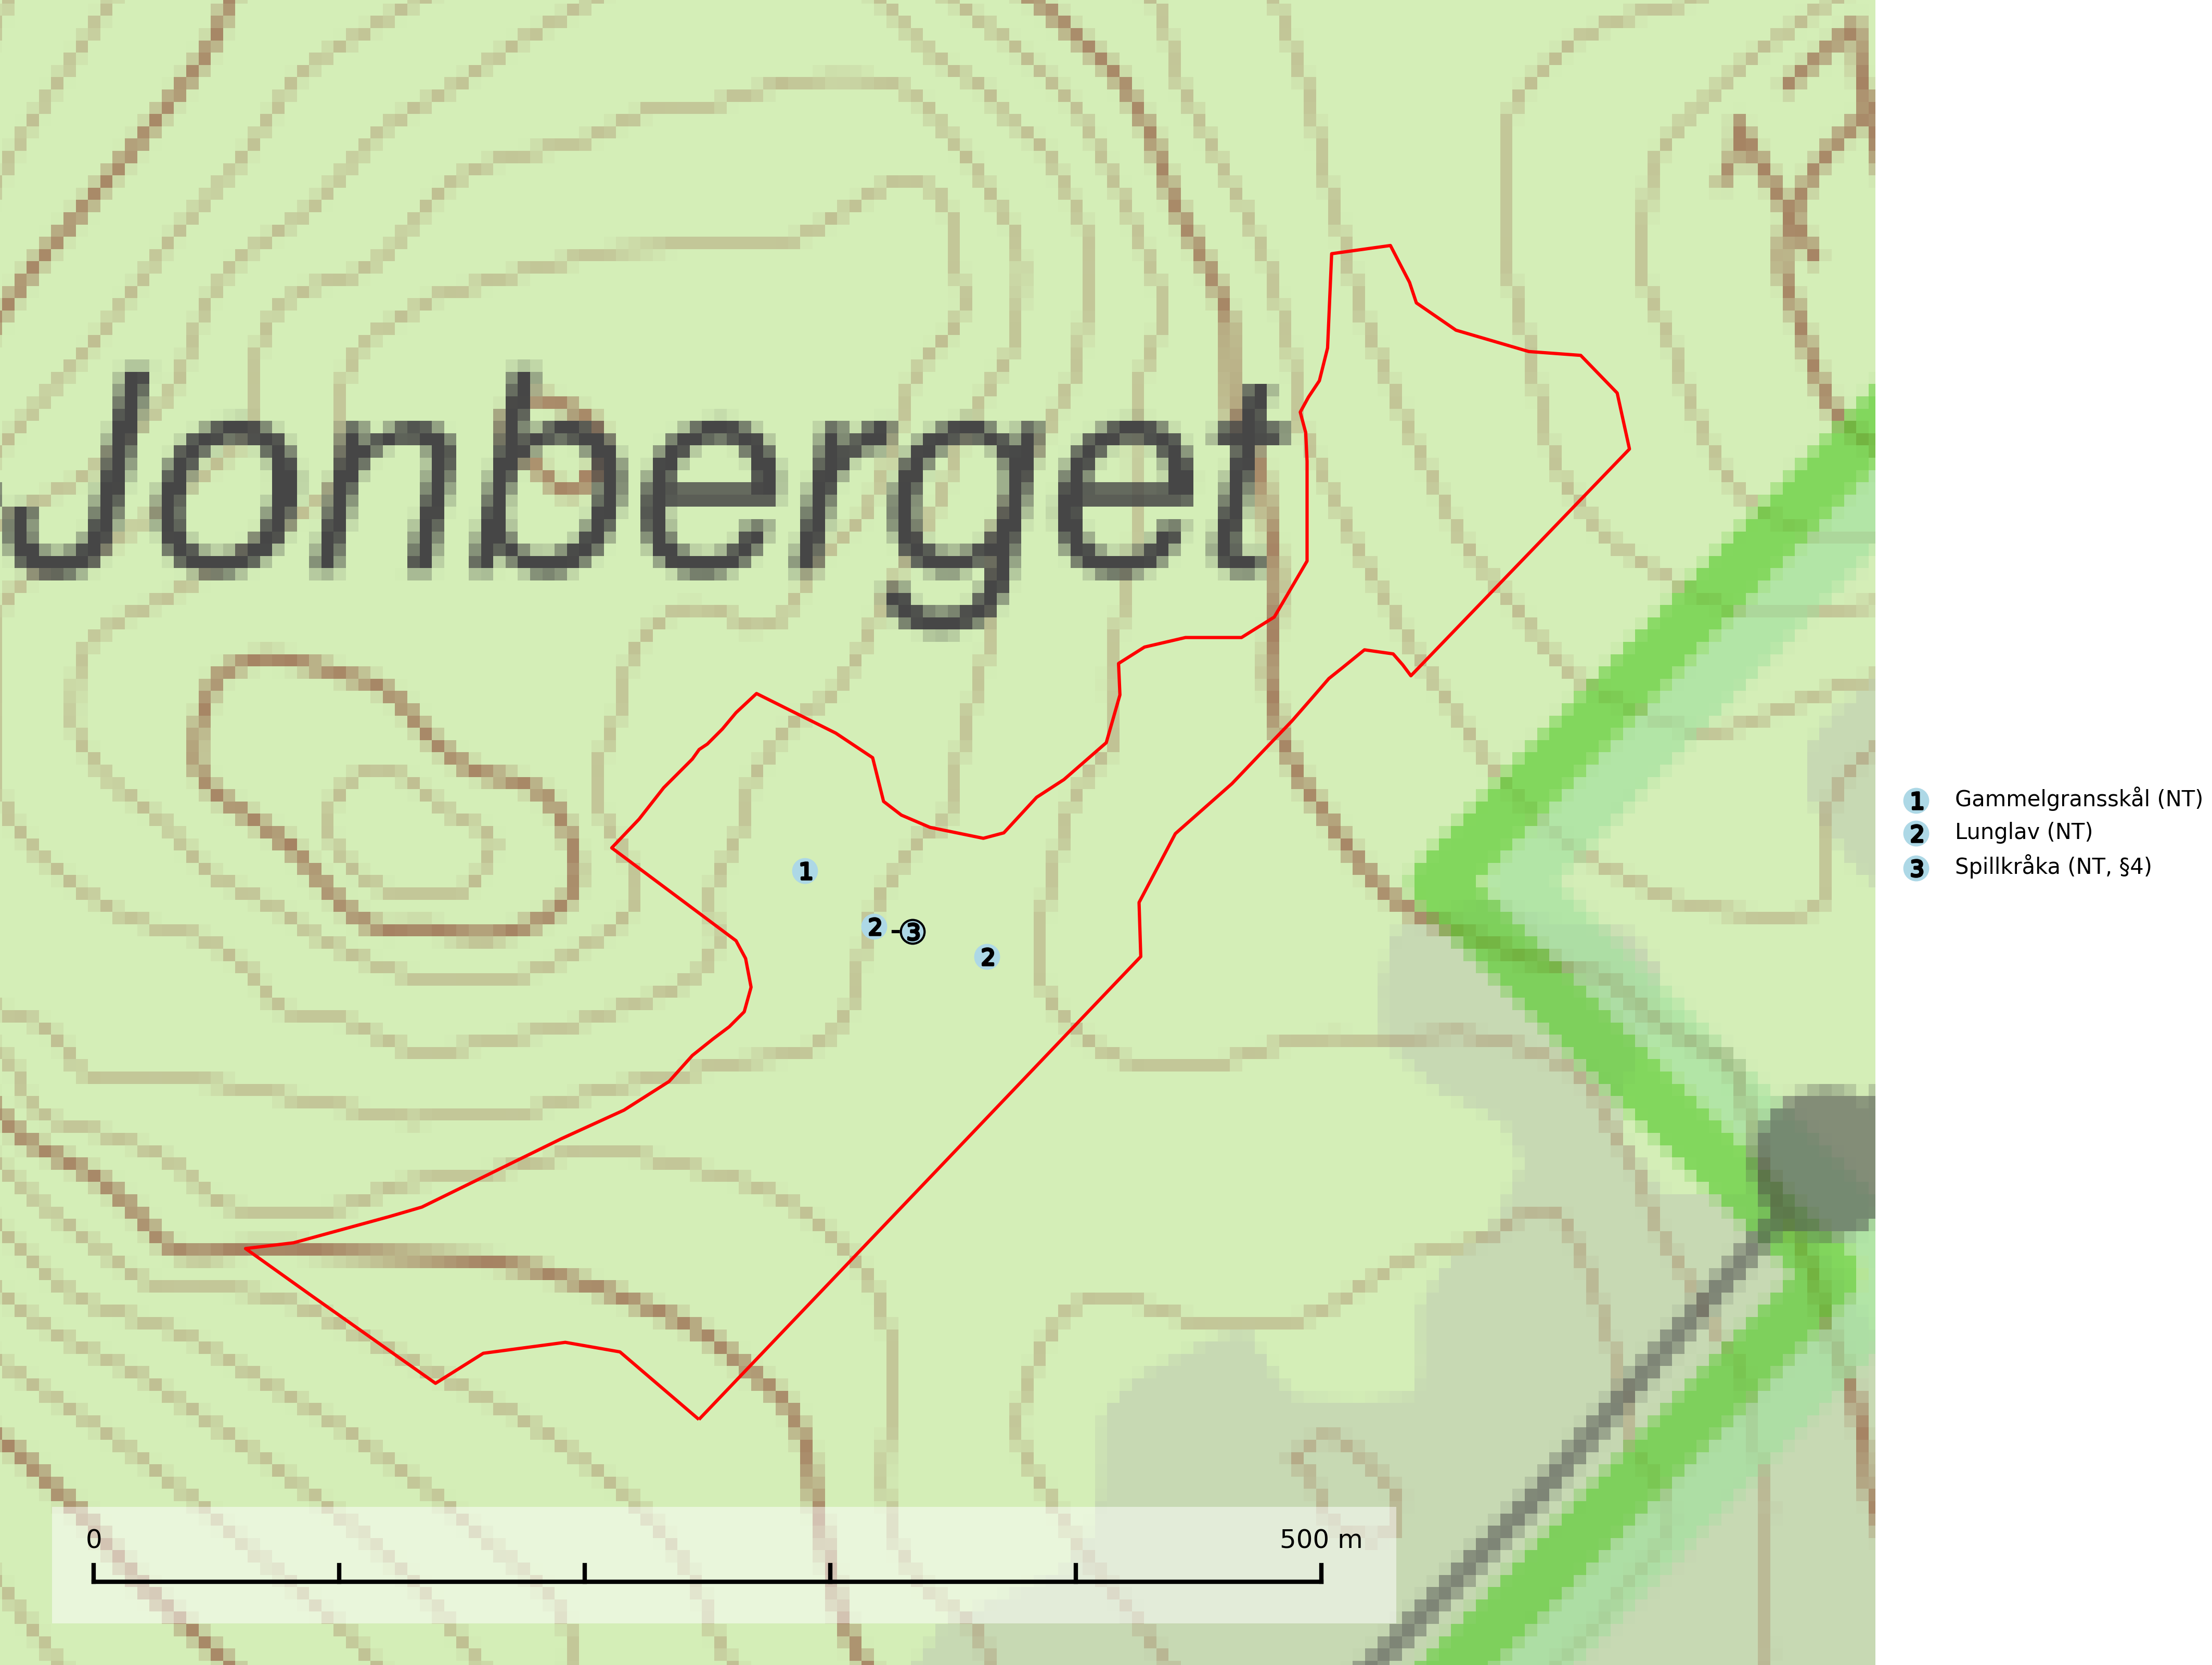 Jonberget
1
2
3
2
1 Gammelgransskål (NT)
2 Lunglav (NT)
3 Spillkråka (NT, §4)
0 500 m